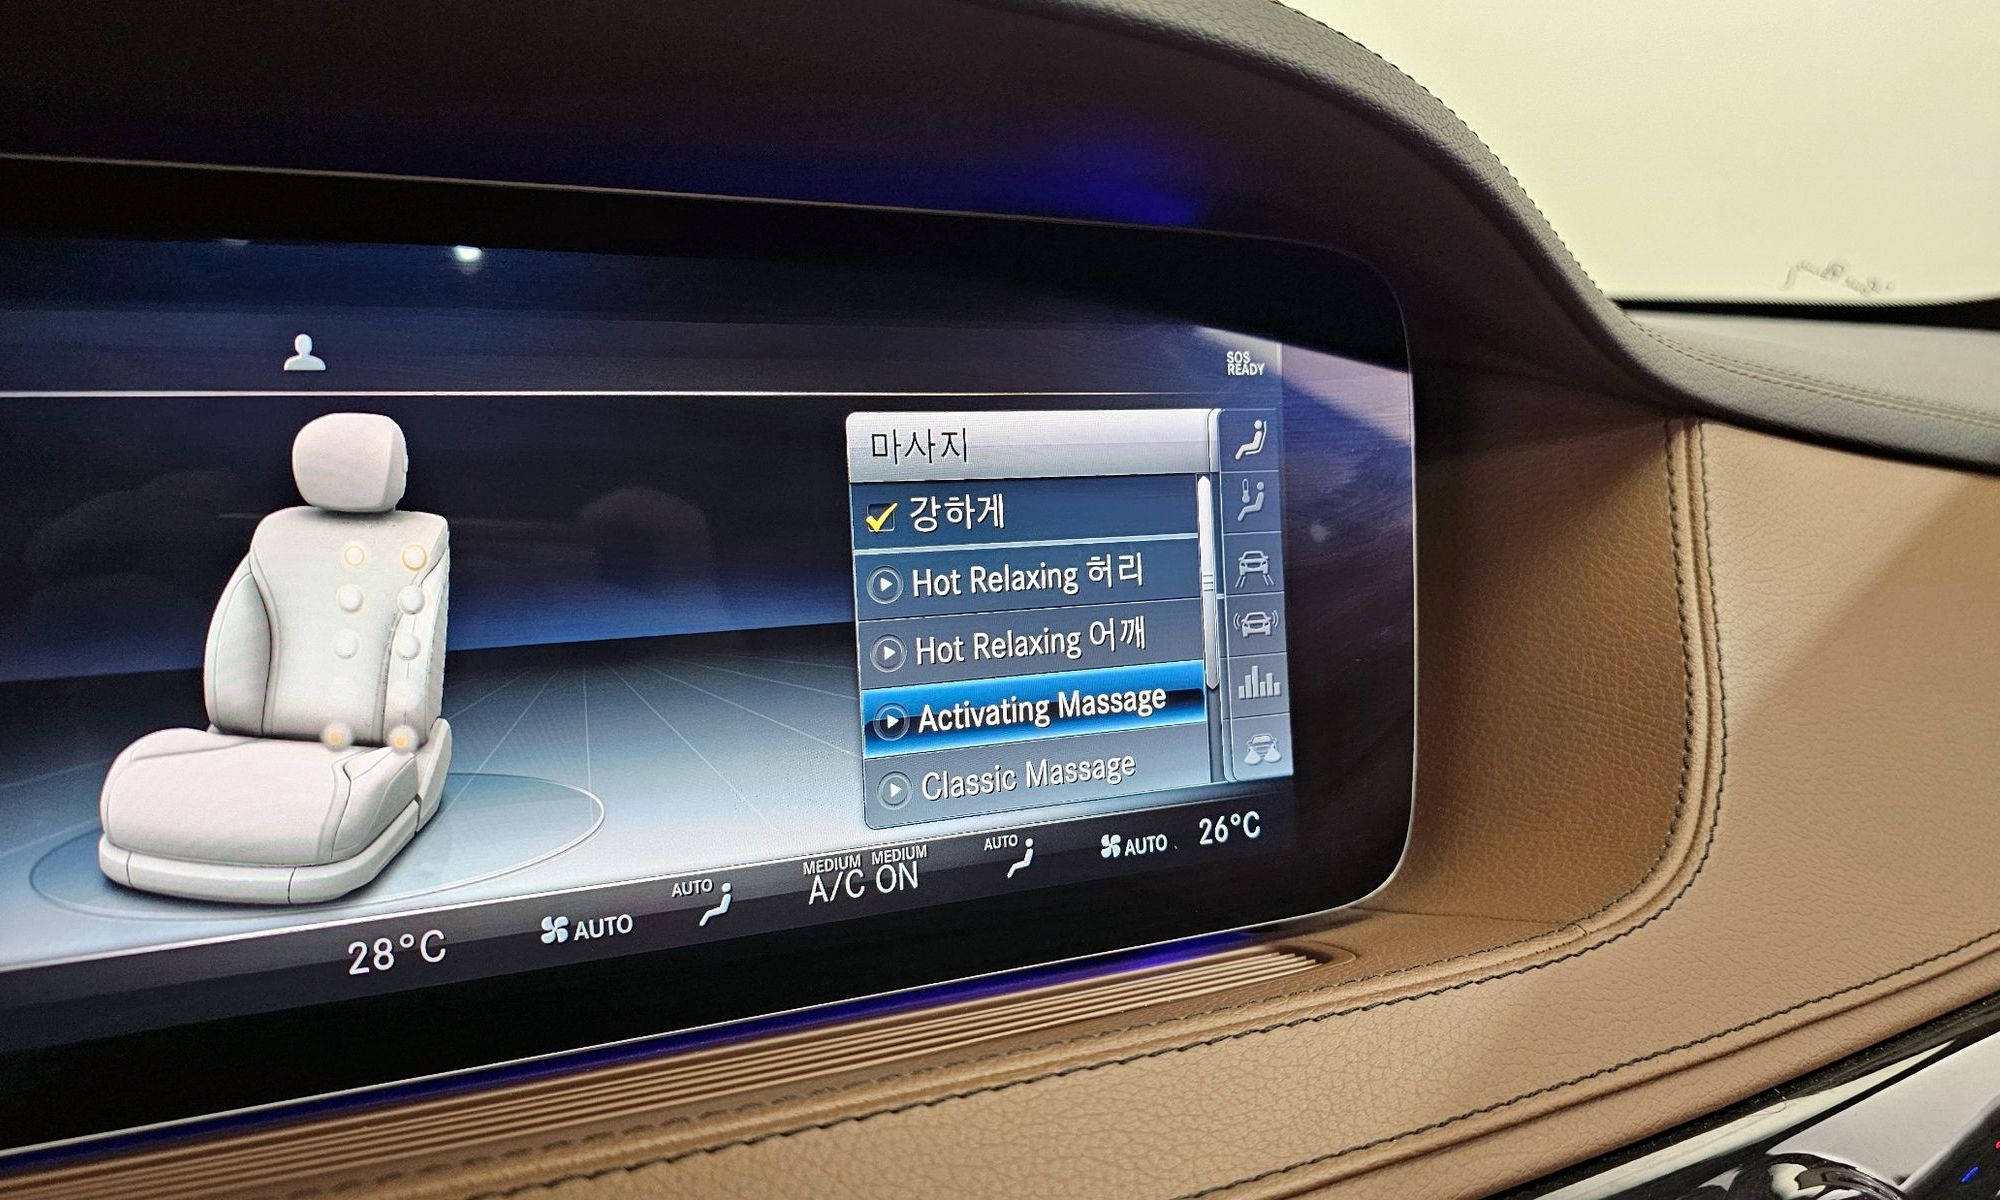 SOS
READY
마사지
강하게
Hot Relaxing 허리
Hot Relaxing 어깨
Activating Massage
Classic Massage
28°C
AUTO
AUTO
MEDIUM MEDIUM
A/C ON
AUTO
AUTO
26°C